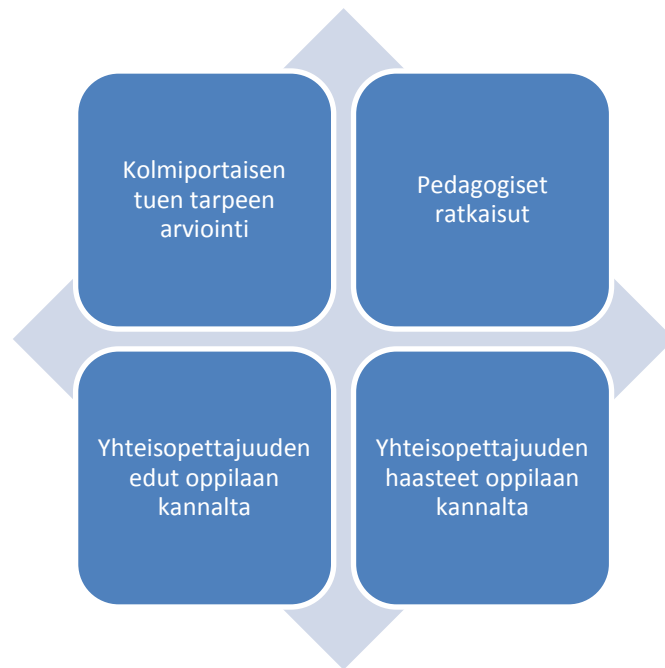 Kolmiportaisen
tuen tarpeen
arviointi
Pedagogiset
ratkaisut
Yhteisopettajuuden
edut oppilaan
kannalta
Yhteisopettajuuden
haasteet oppilaan
kannalta